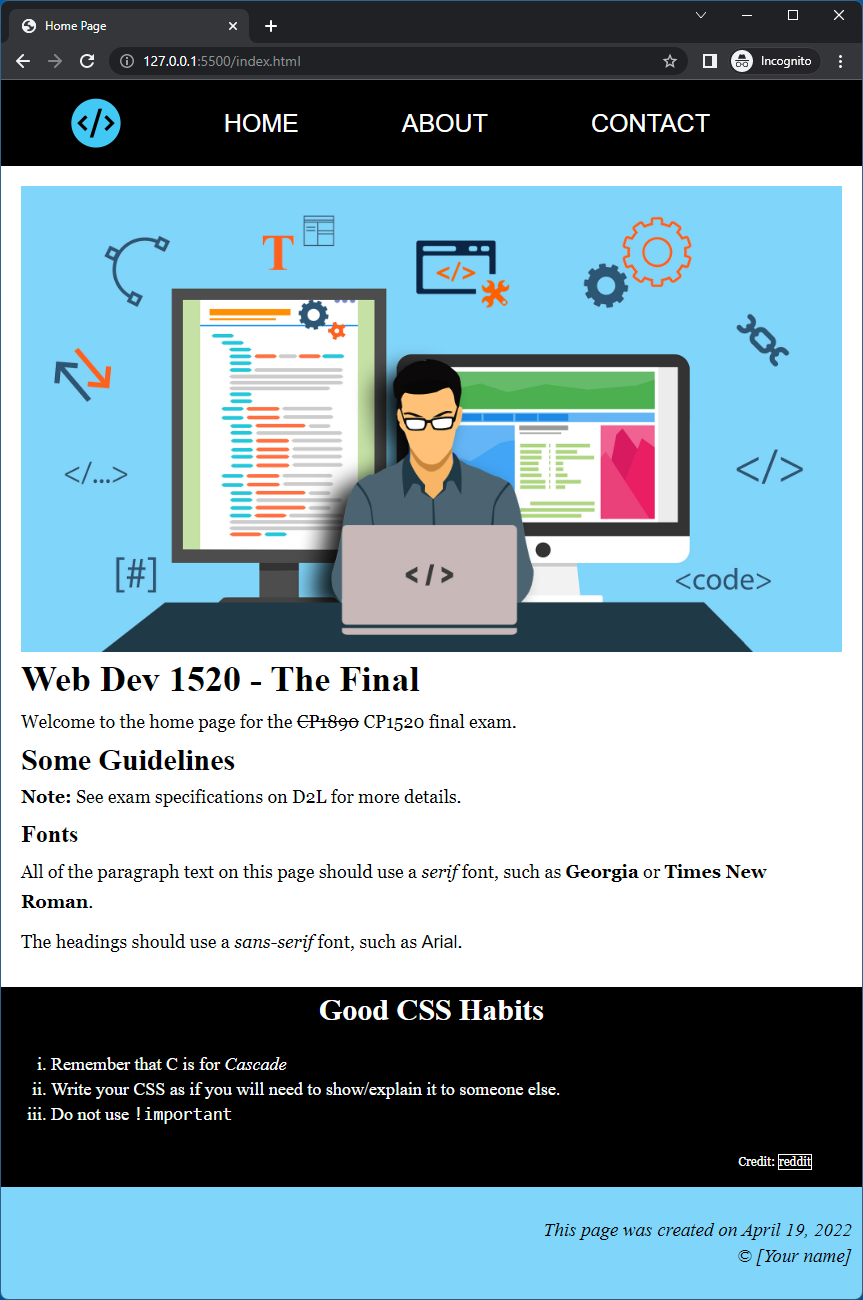 Home Page
127.0.0.1:5500/index.html
Incognito
</>
HOME
ABOUT
CONTACT
T
</>
</...>
</>
[#]
</>
<code>
Web Dev 1520 - The Final
Welcome to the home page for the CP1890 CP1520 final exam.
Some Guidelines
Note: See exam specifications on D2L for more details.
Fonts
All of the paragraph text on this page should use a serif font, such as Georgia or Times New
Roman.
The headings should use a sans-serif font, such as Arial.
Good CSS Habits
i. Remember that C is for Cascade
ii. Write your CSS as if you will need to show/explain it to someone else.
iii. Do not use !important
Credit: reddit
This page was created on April 19, 2022
© [Your name]